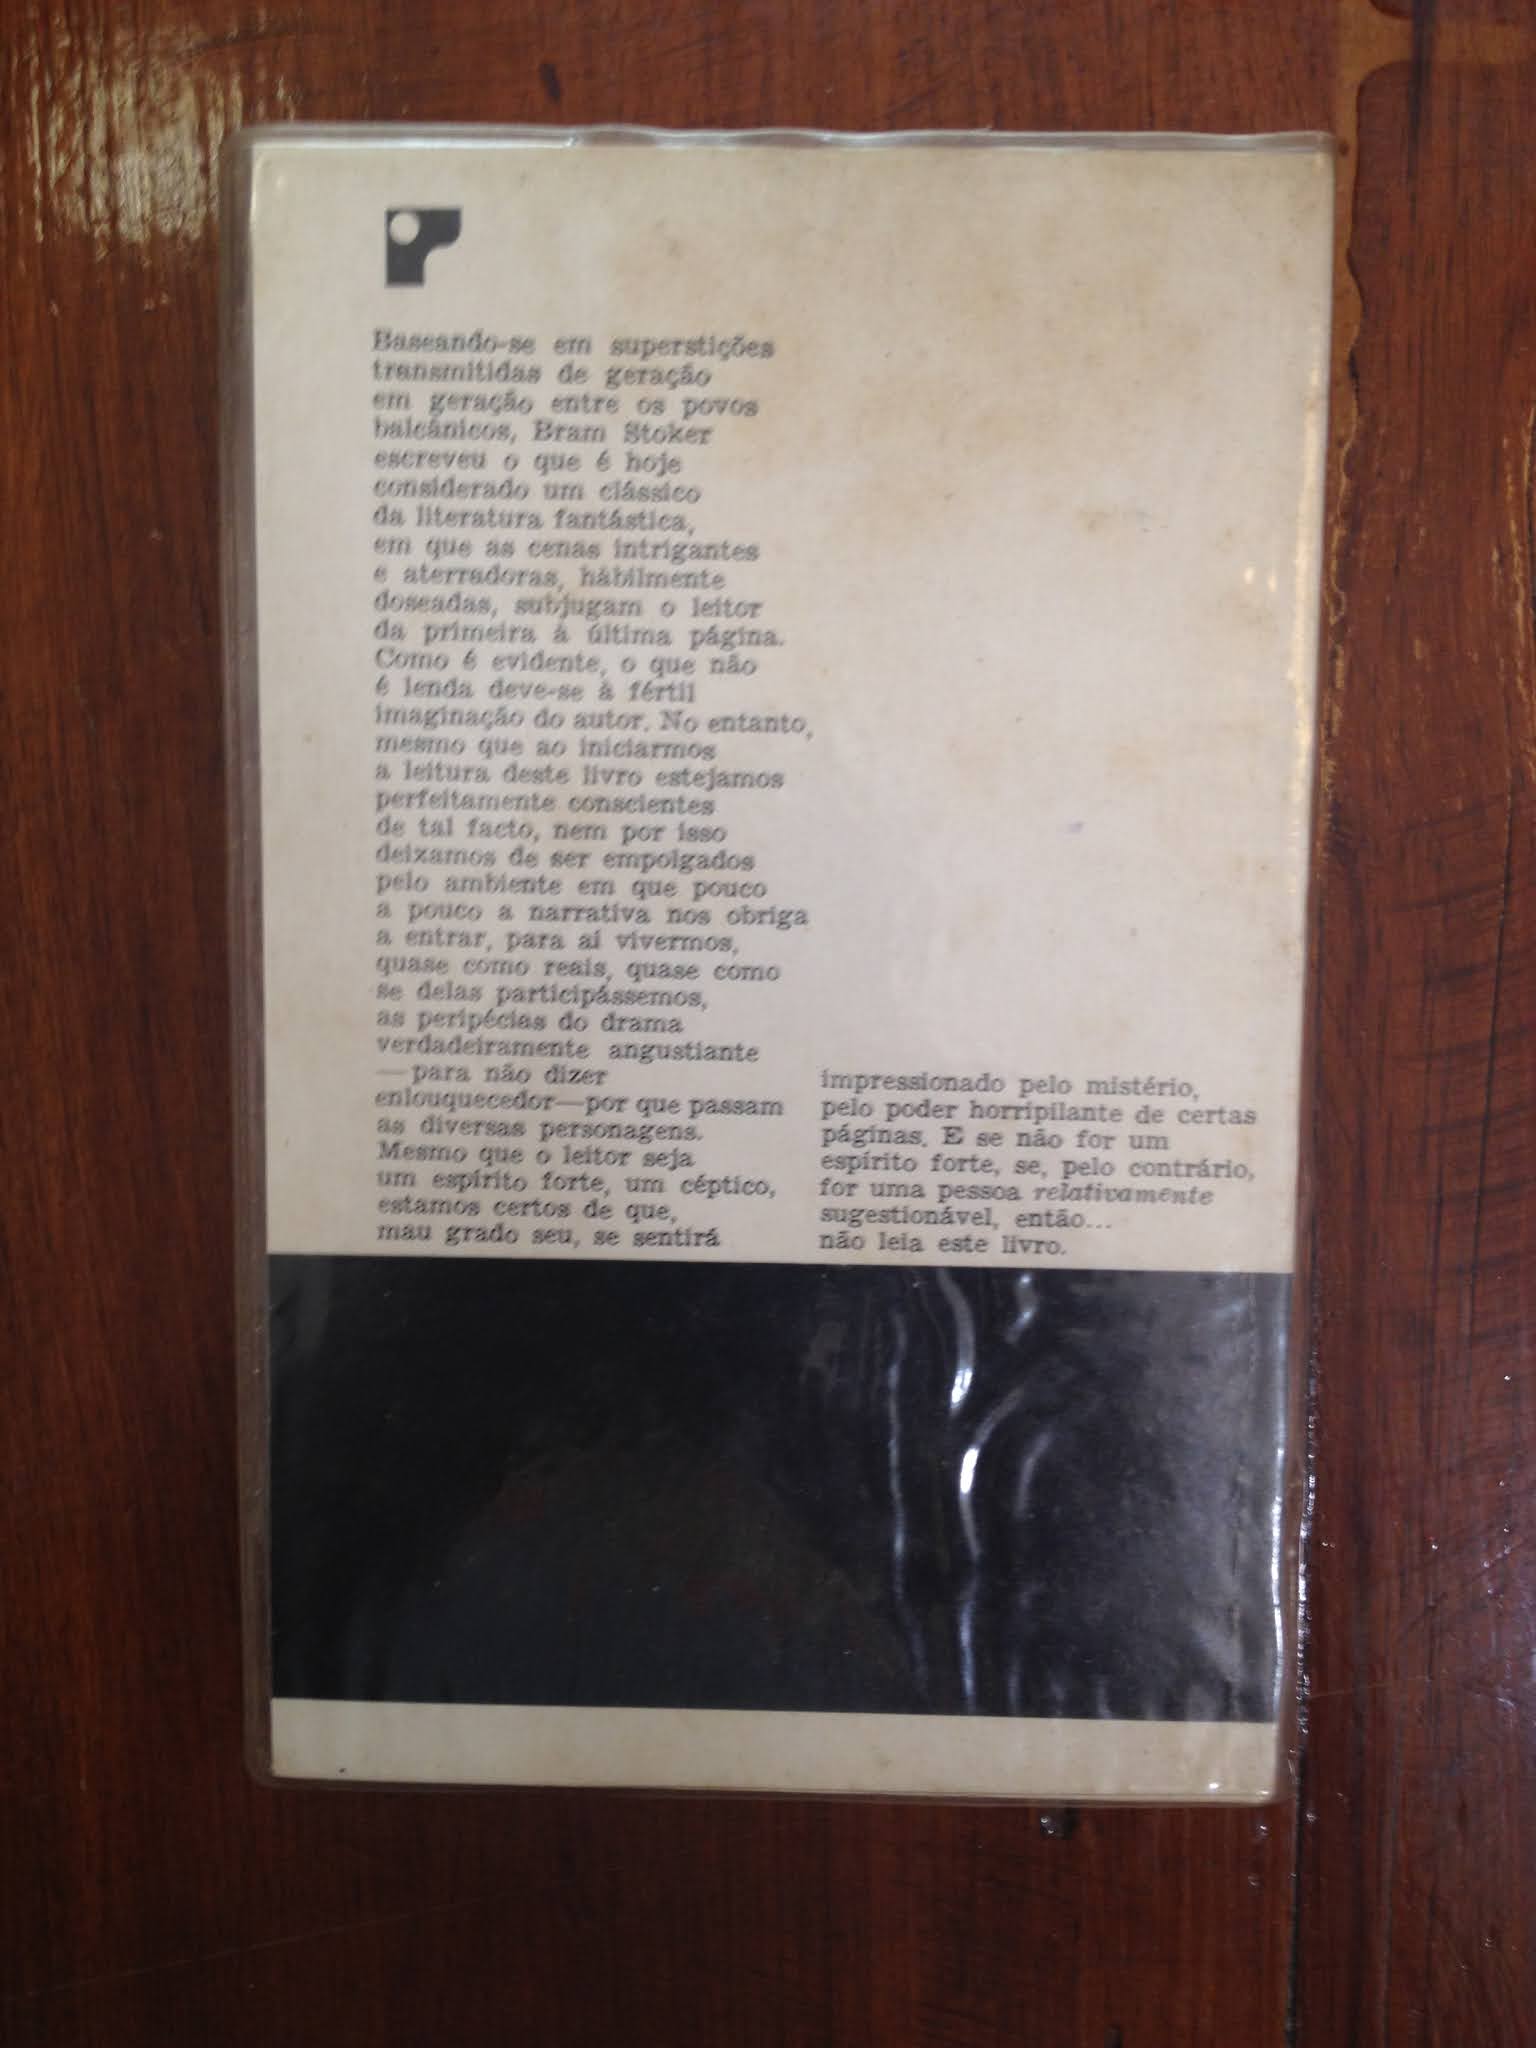 Baseando-se em superstições
transmitidas de geração
em geração entre os povos
balcânicos, Bram Stoker
escreveu o que é hoje
considerado um clássico
da literatura fantástica,
em que as cenas intrigantes
e aterradoras, hàbilmente
doseadas, subjugam o leitor
da primeira à última página.
Como é evidente, o que não
é lenda deve-se à fértil
imaginação do autor. No entanto,
mesmo que ao iniciarmos
a leitura deste livro estejamos
perfeitamente conscientes
de tal facto, nem por isso
deixamos de ser empolgados
pelo ambiente em que pouco
a pouco a narrativa nos obriga
a entrar, para aí vivermos,
quase como reais, quase como
se delas participássemos,
as peripécias do drama
verdadeiramente angustiante
—para não dizer
enlouquecedor—por que passam
as diversas personagens.
Mesmo que o leitor seja
um espírito forte, um céptico,
estamos certos de que,
mau grado seu, se sentirá
impressionado pelo mistério,
pelo poder horripilante de certas
páginas. E se não for um
espírito forte, se, pelo contrário,
for uma pessoa relativamente
sugestionável, então...
não leia este livro.